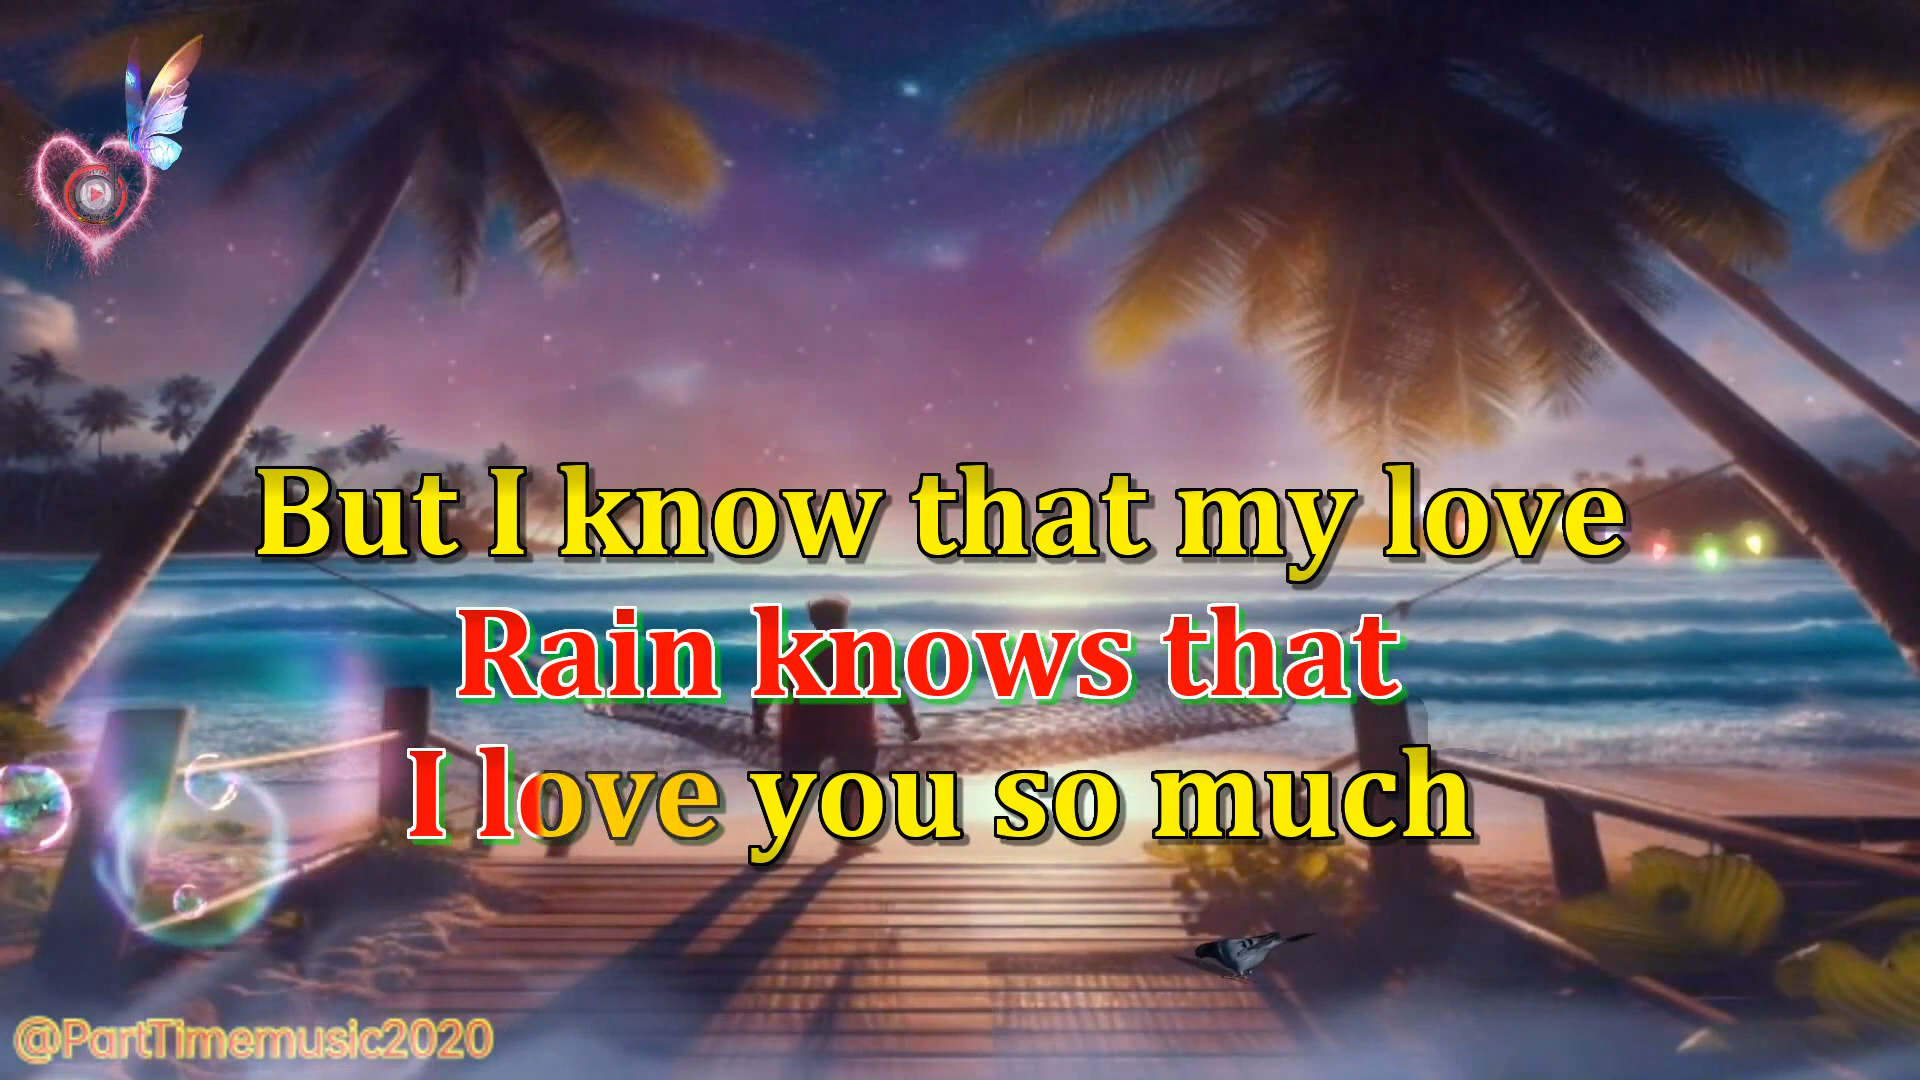 But I know that my love
Rain knows that
I love you so much
@PartTimemusic2020